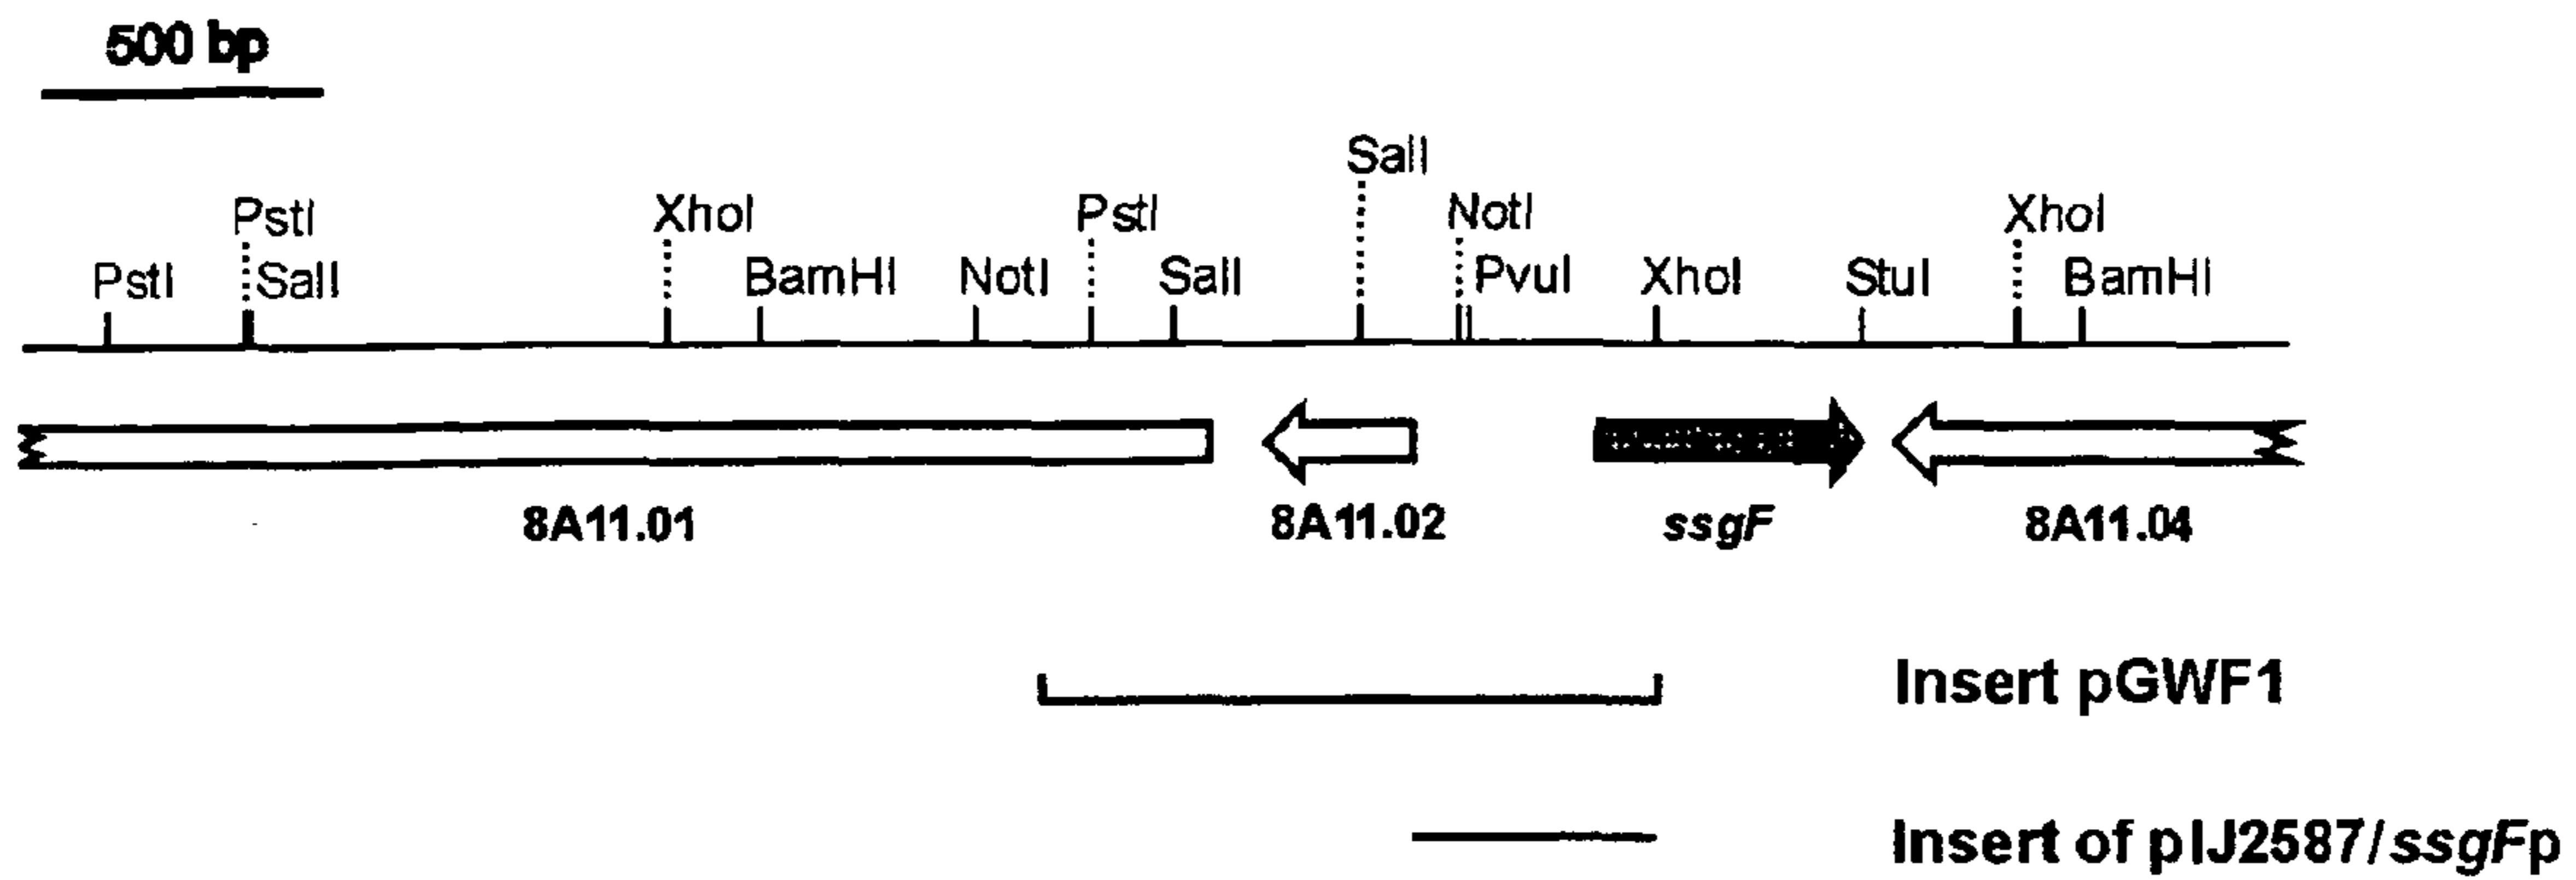 500 bp
SalI
PstI XhoI PstI NotI XhoI
PstI SalI BamHI NotI SalI PvuI XhoI StuI BamHI
8A11.01 8A11.02 ssgF 8A11.04
Insert pGWF1
Insert of pIJ2587/ssgFp